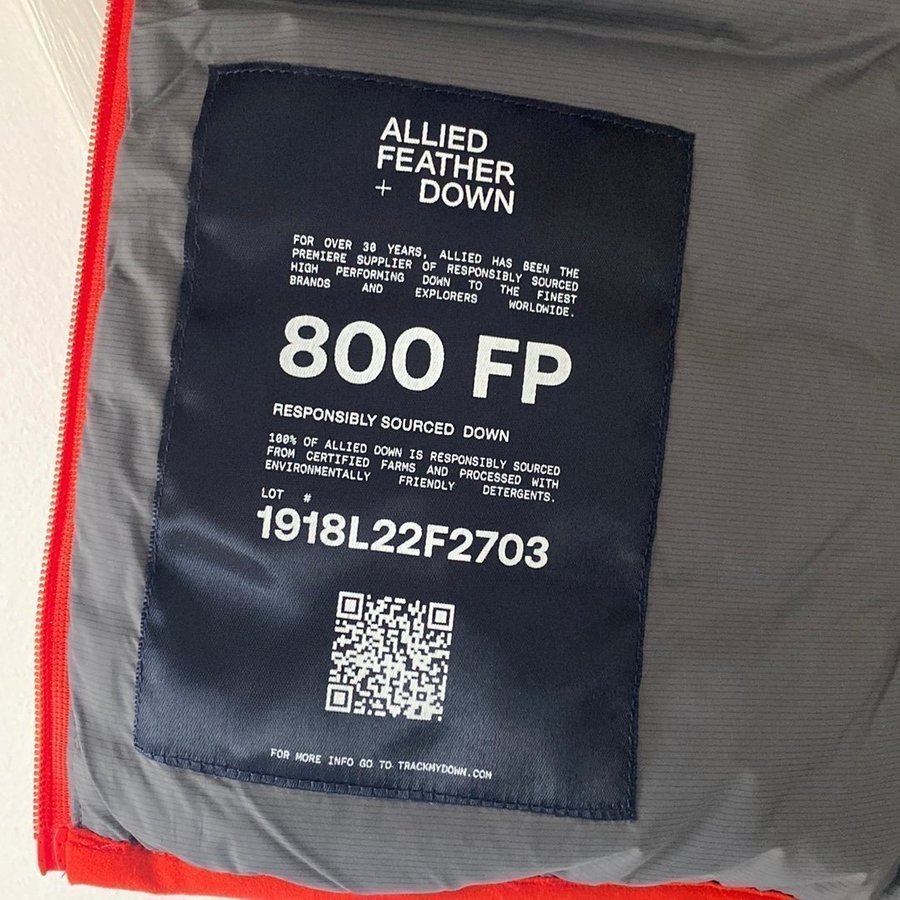 ALLIED
FEATHER
+ DOWN
FOR OVER 30 YEARS, ALLIED HAS BEEN THE
PREMIERE SUPPLIER OF RESPONSIBLY SOURCED
HIGH PERFORMING DOWN TO THE FINEST
BRANDS AND EXPLORERS WORLDWIDE.
800 FP
RESPONSIBLY SOURCED DOWN
100% OF ALLIED DOWN IS RESPONSIBLY SOURCED
FROM CERTIFIED FARMS AND PROCESSED WITH
ENVIRONMENTALLY FRIENDLY DETERGENTS.
LOT #
1918L22F2703
FOR MORE INFO GO TO TRACKMYDOWN.COM